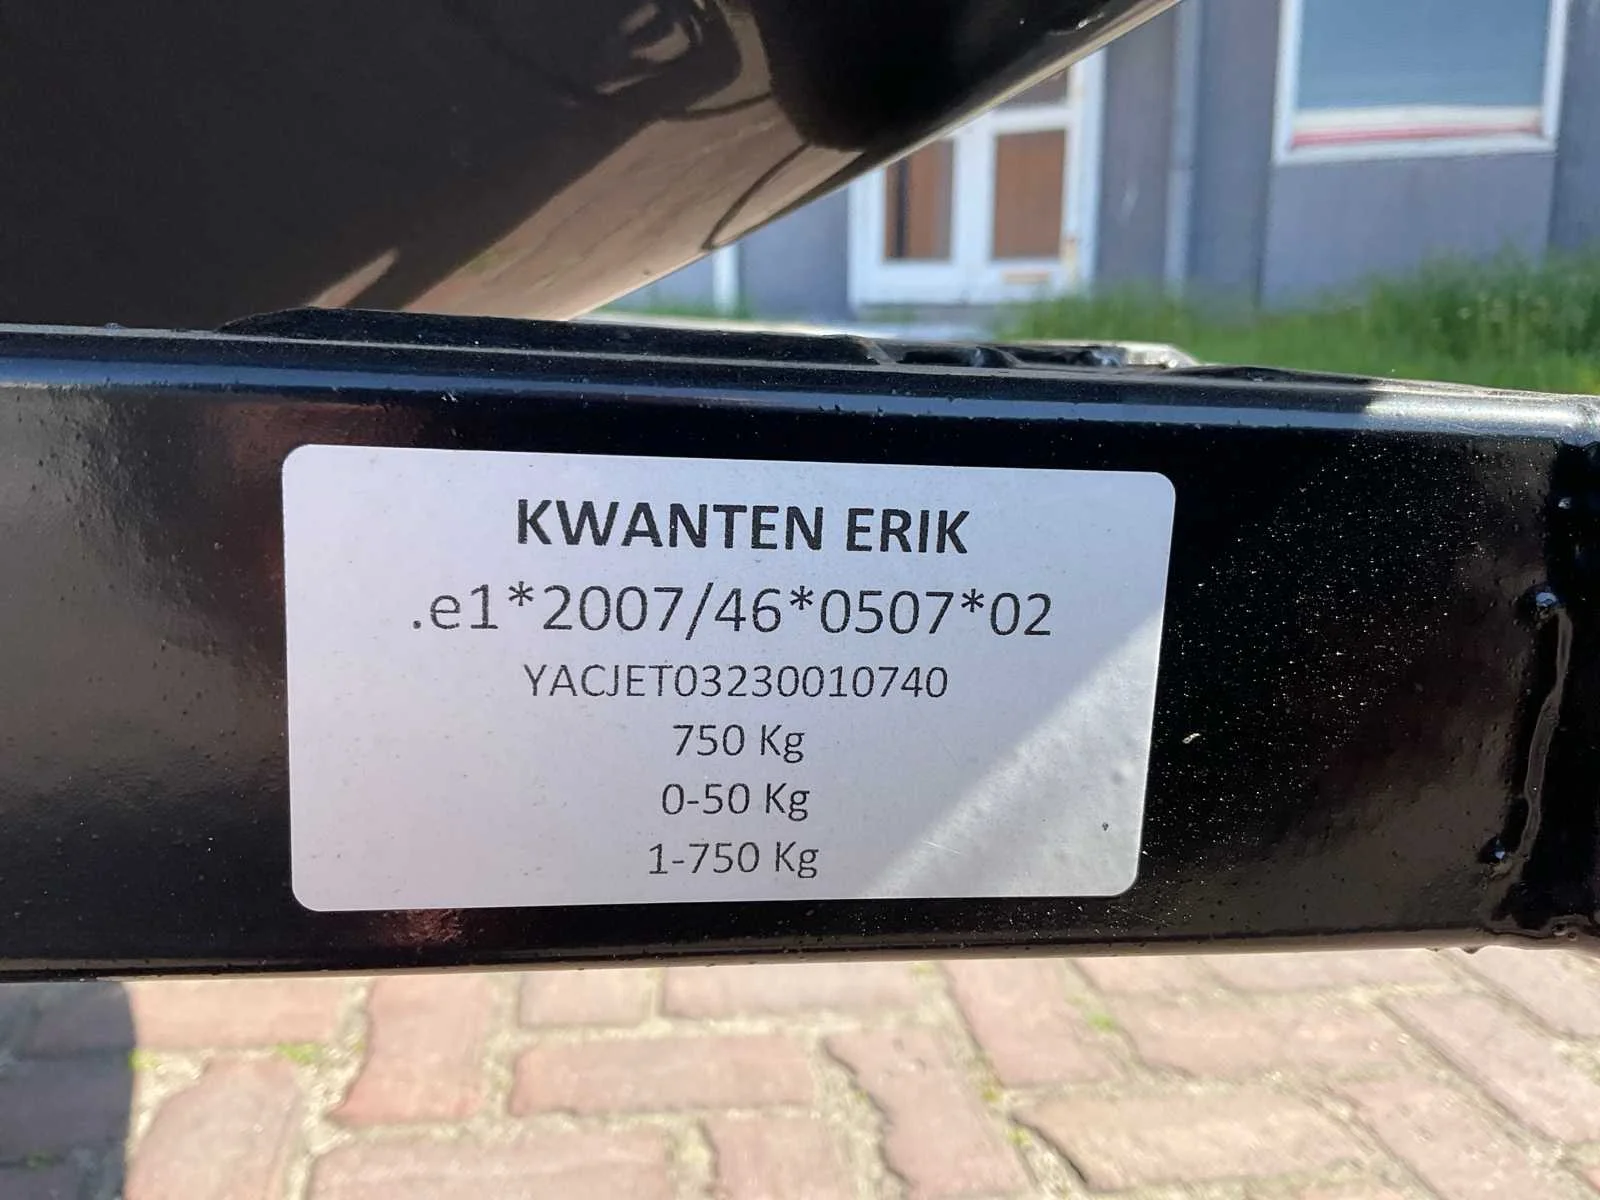 KWANTEN ERIK
.e1*2007/46*0507*02
YACJET03230010740
750 Kg
0-50 Kg
1-750 Kg